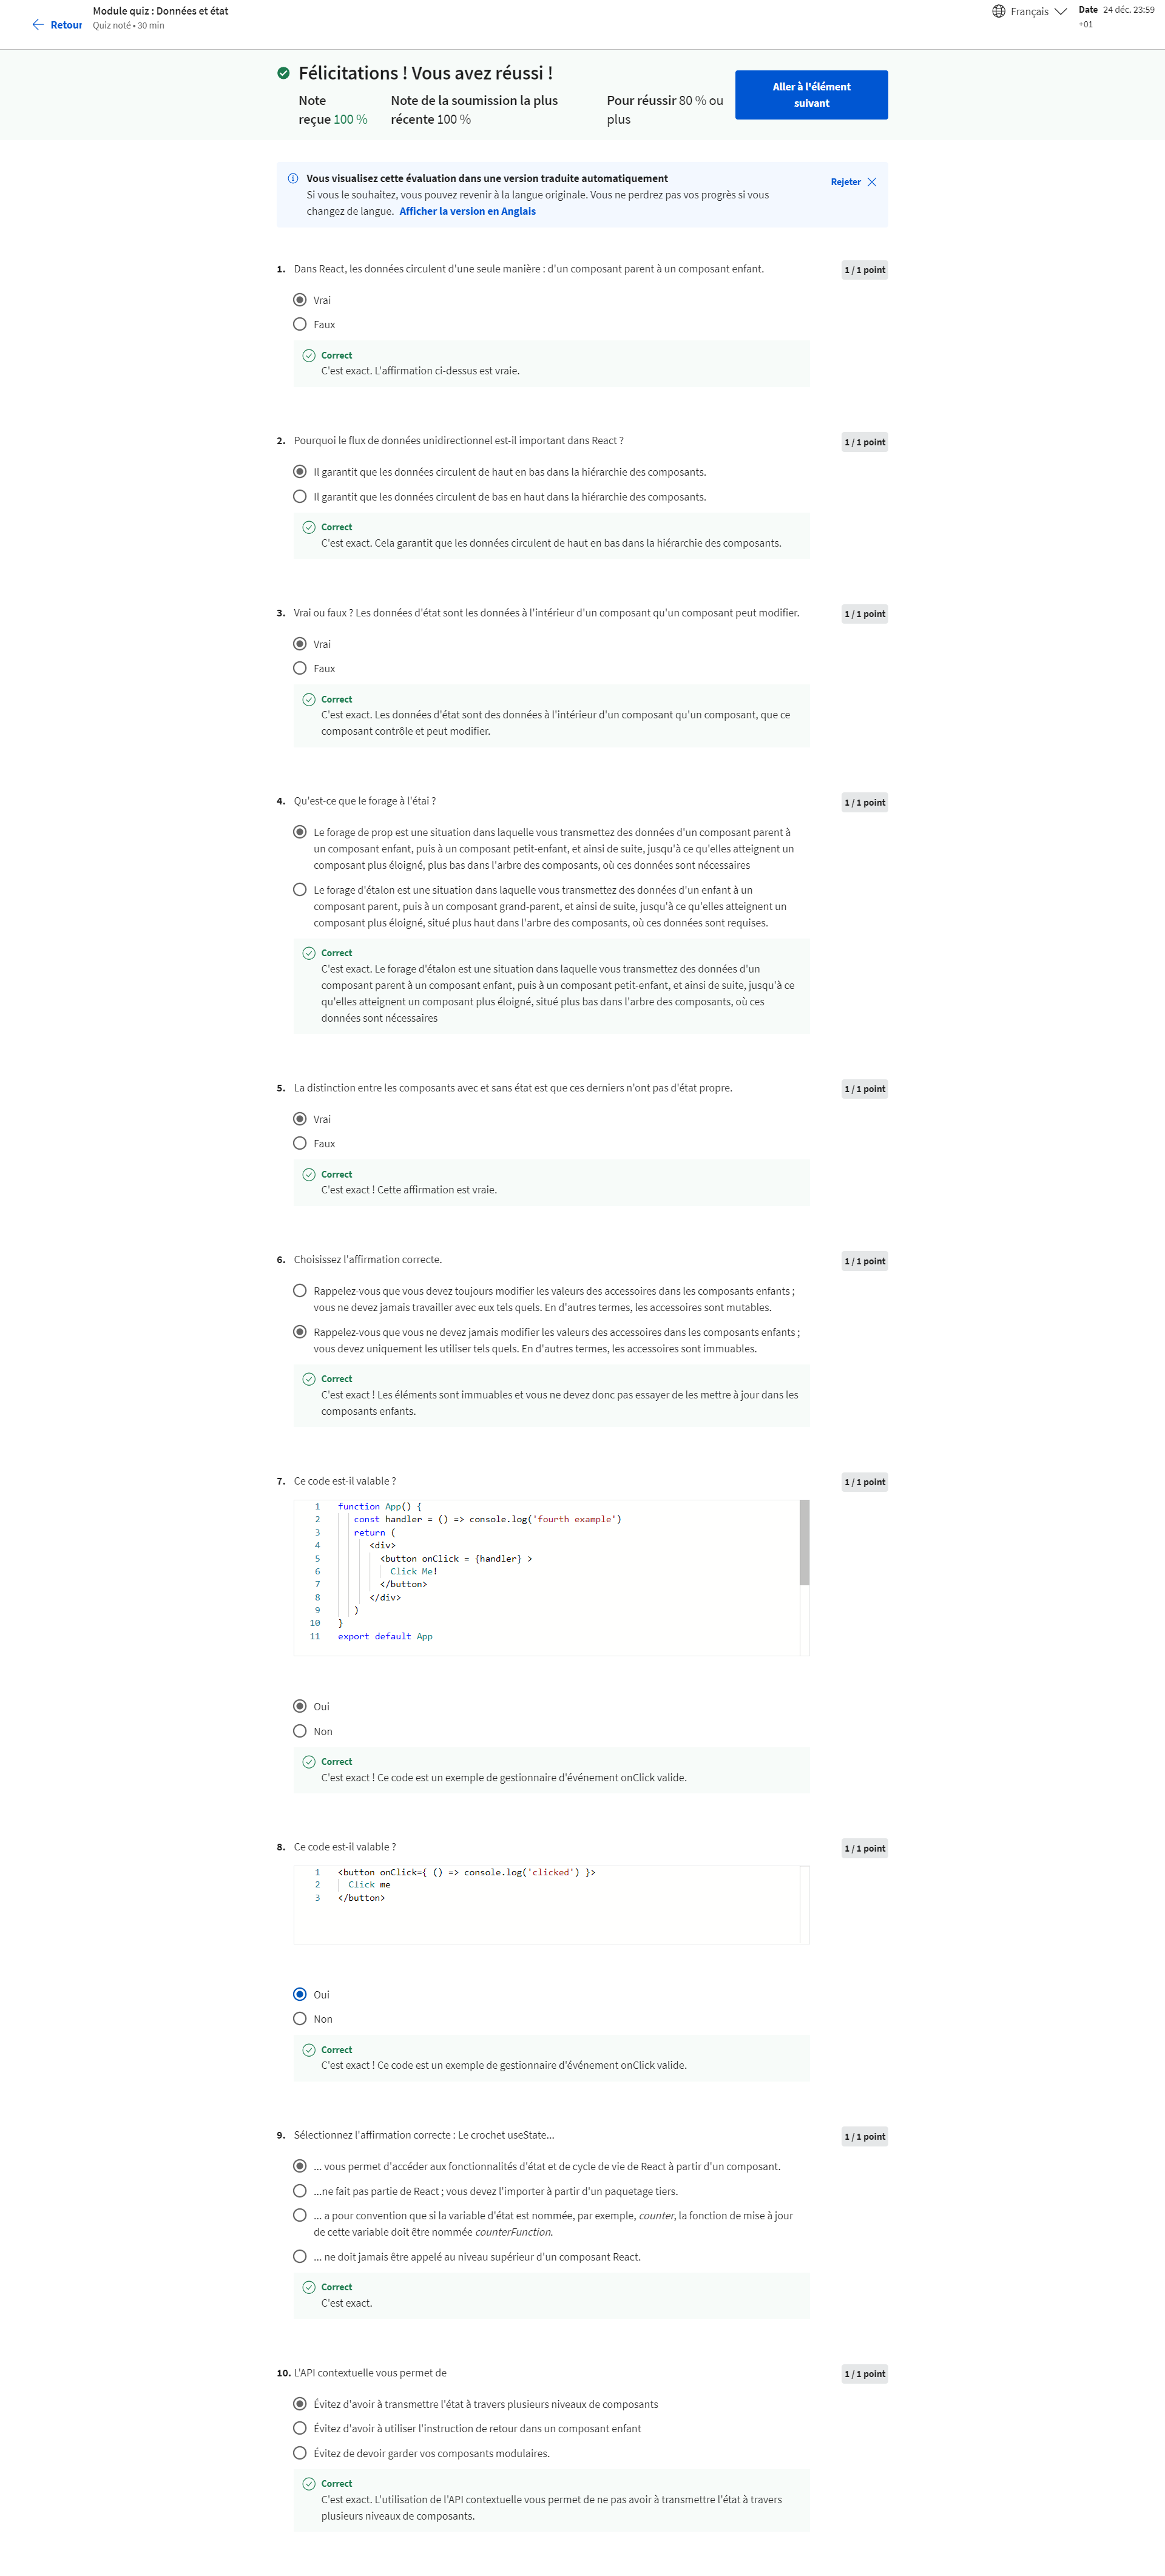 Retour
Module quiz : Données et état
Quiz noté • 30 min
Français
Date 24 déc. 23:59
+01
Félicitations ! Vous avez réussi !
Note
reçue 100 %
Note de la soumission la plus
récente 100 %
Pour réussir 80 % ou
plus
Aller à l'élément
suivant
Vous visualisez cette évaluation dans une version traduite automatiquement
Si vous le souhaitez, vous pouvez revenir à la langue originale. Vous ne perdrez pas vos progrès si vous
changez de langue. Afficher la version en Anglais
Rejeter
1. Dans React, les données circulent d'une seule manière : d'un composant parent à un composant enfant.
1 / 1 point
Vrai
Faux
Correct
C'est exact. L'affirmation ci-dessus est vraie.
2. Pourquoi le flux de données unidirectionnel est-il important dans React ?
1 / 1 point
Il garantit que les données circulent de haut en bas dans la hiérarchie des composants.
Il garantit que les données circulent de bas en haut dans la hiérarchie des composants.
Correct
C'est exact. Cela garantit que les données circulent de haut en bas dans la hiérarchie des composants.
3. Vrai ou faux ? Les données d'état sont les données à l'intérieur d'un composant qu'un composant peut modifier.
1 / 1 point
Vrai
Faux
Correct
C'est exact. Les données d'état sont des données à l'intérieur d'un composant qu'un composant, que ce
composant contrôle et peut modifier.
4. Qu'est-ce que le forage à l'étai ?
1 / 1 point
Le forage de prop est une situation dans laquelle vous transmettez des données d'un composant parent à
un composant enfant, puis à un composant petit-enfant, et ainsi de suite, jusqu'à ce qu'elles atteignent un
composant plus éloigné, plus bas dans l'arbre des composants, où ces données sont nécessaires
Le forage d'étalon est une situation dans laquelle vous transmettez des données d'un enfant à un
composant parent, puis à un composant grand-parent, et ainsi de suite, jusqu'à ce qu'elles atteignent un
composant plus éloigné, situé plus haut dans l'arbre des composants, où ces données sont requises.
Correct
C'est exact. Le forage d'étalon est une situation dans laquelle vous transmettez des données d'un
composant parent à un composant enfant, puis à un composant petit-enfant, et ainsi de suite, jusqu'à ce
qu'elles atteignent un composant plus éloigné, situé plus bas dans l'arbre des composants, où ces
données sont nécessaires
5. La distinction entre les composants avec et sans état est que ces derniers n'ont pas d'état propre.
1 / 1 point
Vrai
Faux
Correct
C'est exact ! Cette affirmation est vraie.
6. Choisissez l'affirmation correcte.
1 / 1 point
Rappelez-vous que vous devez toujours modifier les valeurs des accessoires dans les composants enfants ;
vous ne devez jamais travailler avec eux tels quels. En d'autres termes, les accessoires sont mutables.
Rappelez-vous que vous ne devez jamais modifier les valeurs des accessoires dans les composants enfants ;
vous devez uniquement les utiliser tels quels. En d'autres termes, les accessoires sont immuables.
Correct
C'est exact ! Les éléments sont immuables et vous ne devez donc pas essayer de les mettre à jour dans les
composants enfants.
7. Ce code est-il valable ?
1 / 1 point
1 function App() {
2 const handler = () => console.log('fourth example')
3 return (
4 <div>
5 <button onClick = {handler} >
6 Click Me!
7 </button>
8 </div>
9 )
10 }
11 export default App
Oui
Non
Correct
C'est exact ! Ce code est un exemple de gestionnaire d'événement onClick valide.
8. Ce code est-il valable ?
1 / 1 point
1 <button onClick={ () => console.log('clicked') }>
2 Click me
3 </button>
Oui
Non
Correct
C'est exact ! Ce code est un exemple de gestionnaire d'événement onClick valide.
9. Sélectionnez l'affirmation correcte : Le crochet useState...
1 / 1 point
... vous permet d'accéder aux fonctionnalités d'état et de cycle de vie de React à partir d'un composant.
...ne fait pas partie de React ; vous devez l'importer à partir d'un paquetage tiers.
... a pour convention que si la variable d'état est nommée, par exemple, counter, la fonction de mise à jour
de cette variable doit être nommée counterFunction.
... ne doit jamais être appelé au niveau supérieur d'un composant React.
Correct
C'est exact.
10. L'API contextuelle vous permet de
1 / 1 point
Évitez d'avoir à transmettre l'état à travers plusieurs niveaux de composants
Évitez d'avoir à utiliser l'instruction de retour dans un composant enfant
Évitez de devoir garder vos composants modulaires.
Correct
C'est exact. L'utilisation de l'API contextuelle vous permet de ne pas avoir à transmettre l'état à travers
plusieurs niveaux de composants.